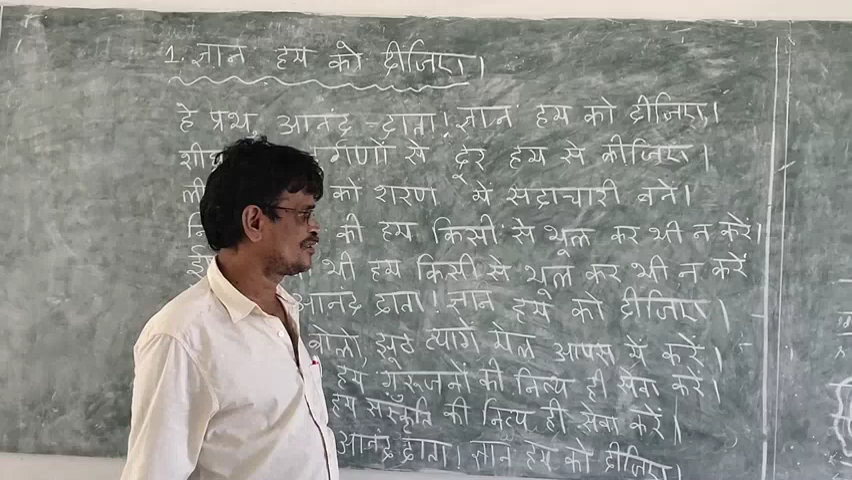 1. ज्ञान हम को दीजिए।
हे प्रभु, आनंद-दाता! ज्ञान हम को दीजिए।
से दूर हम से कीजिए।
को शरण में सदाचारी बने।
की हम किसी से भूल कर भी न करें।
भी हम किसी से भूल कर भी न करें
आनंद दाता! ज्ञान हम को दीजिए।
बोलो, झूठ त्यागें मेल आपस में करें।
हम गुरुजनों की नित्य ही सेवा करें।
हम संस्कृति की नित्य ही सेवा करें।
आनंद दाता! ज्ञान हम को दीजिए।